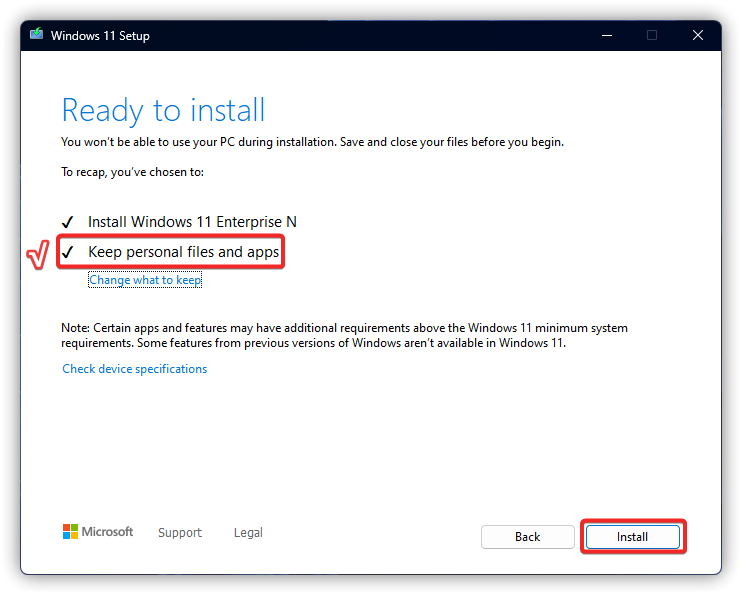 Windows 11 Setup
Ready to install
You won't be able to use your PC during installation. Save and close your files before you begin.
To recap, you've chosen to:
✓ Install Windows 11 Enterprise N
✓ Keep personal files and apps
Change what to keep
Note: Certain apps and features may have additional requirements above the Windows 11 minimum system
requirements. Some features from previous versions of Windows aren't available in Windows 11.
Check device specifications
Microsoft Support Legal
Back Install